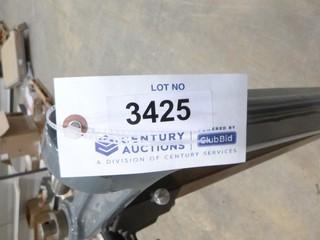 LOT NO
3425
CENTURY
AUCTIONS
POWERED BY
ClubBid
A DIVISION OF CENTURY SERVICES